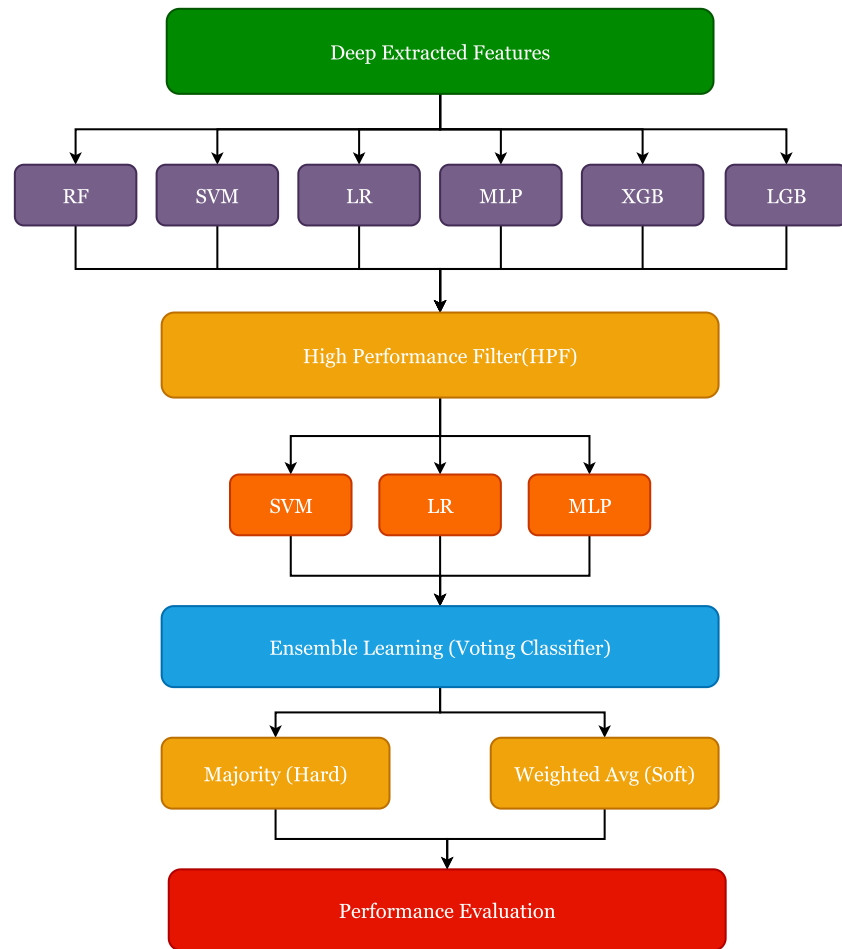 Deep Extracted Features
RF
SVM
LR
MLP
XGB
LGB
High Performance Filter(HPF)
SVM
LR
MLP
Ensemble Learning (Voting Classifier)
Majority (Hard)
Weighted Avg (Soft)
Performance Evaluation